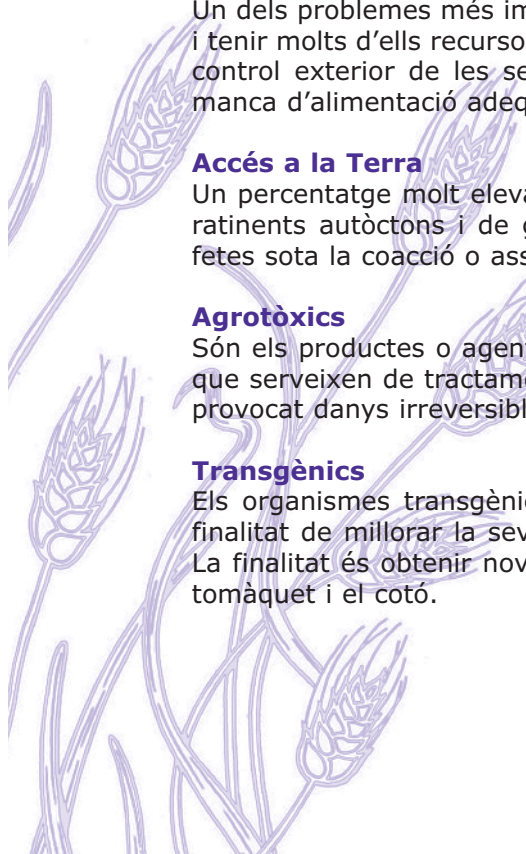 Un dels problemes més im
i tenir molts d’ells recurso
control exterior de les se
manca d’alimentació adeq
Accés a la Terra
Un percentatge molt eleva
ratinents autòctons i de g
fetes sota la coacció o ass
Agrotòxics
Són els productes o agent
que serveixen de tractame
provocat danys irreversibl
Transgènics
Els organismes transgènic
finalitat de millorar la sev
La finalitat és obtenir nov
tomàquet i el cotó.